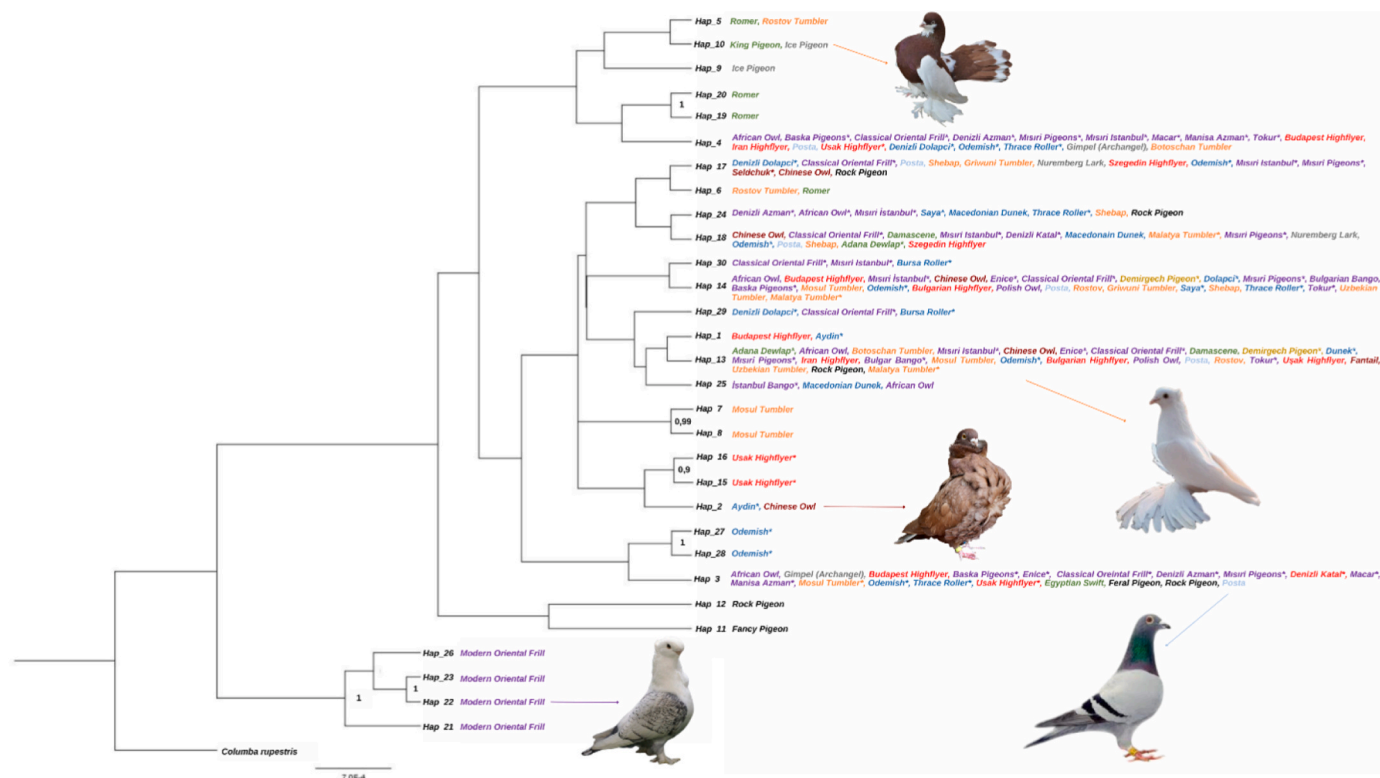 Hap_5 Romer, Rostov Tumbler
Hap_10 King Pigeon, Ice Pigeon
Hap_9 Ice Pigeon
Hap_20 Romer
1
Hap_19 Romer
Hap_4 African Owl, Baska Pigeons*, Classical Oriental Frill*, Denizli Azman*, Mısıri Pigeons*, Mısıri Istanbul*, Macar*, Manisa Azman*, Tokur*, Budapest Highflyer,
Iran Highflyer, Posta, Usak Highflyer*, Denizli Dolapci*, Odemish*, Thrace Roller*, Gimpel (Archangel), Botoschan Tumbler
Hap 17 Denizli Dolapci*, Classical Oriental Frill*, Posta, Shebap, Griwuni Tumbler, Nuremberg Lark, Szegedin Highflyer, Odemish*, Mısıri Istanbul*, Mısıri Pigeons*,
Seldchuk*, Chinese Owl, Rock Pigeon
Hap_6 Rostov Tumbler, Romer
Hap_24 Denizli Azman*, African Owl*, Mısıri İstanbul*, Saya*, Macedonian Dunek, Thrace Roller*, Shebap, Rock Pigeon
Hap_18 Chinese Owl, Classical Oriental Frill*, Damascene, Mısıri Istanbul*, Denizli Katal*, Macedonain Dunek, Malatya Tumbler*, Mısıri Pigeons*, Nuremberg Lark,
Odemish*, Posta, Shebap, Adana Dewlap*, Szegedin Highflyer
Hap_30 Classical Oriental Frill*, Mısıri Istanbul*, Bursa Roller*
Hap 14 African Owl, Budapest Highflyer, Mısıri İstanbul*, Chinese Owl, Enice*, Classical Oriental Frill*, Demirgech Pigeon*, Dolapci*, Mısıri Pigeons*, Bulgarian Bango,
Baska Pigeons*, Mosul Tumbler, Odemish*, Bulgarian Highflyer, Polish Owl, Posta, Rostov, Griwuni Tumbler, Saya*, Shebap, Thrace Roller*, Tokur*, Uzbekian
Tumbler, Malatya Tumbler*
Hap_29 Denizli Dolapci*, Classical Oriental Frill*, Bursa Roller*
Hap_1 Budapest Highflyer, Aydin*
Hap_13 Adana Dewlap*, African Owl, Botoschan Tumbler, Mısıri Istanbul*, Chinese Owl, Enice*, Classical Oriental Frill*, Damascene, Demirgech Pigeon*, Dunek*,
Mısıri Pigeons*, Iran Highflyer, Bulgar Bango*, Mosul Tumbler, Odemish*, Bulgarian Highflyer, Polish Owl, Posta, Rostov, Tokur*, Uşak Highflyer, Fantail,
Uzbekian Tumbler, Rock Pigeon, Malatya Tumbler*
Hap 25 İstanbul Bango*, Macedonian Dunek, African Owl
Hap 7 Mosul Tumbler
0,99
Hap_8 Mosul Tumbler
Hap 16 Usak Highflyer*
0,9
Hap_15 Usak Highflyer*
Hap_2 Aydin*, Chinese Owl
Hap_27 Odemish*
1
Hap_28 Odemish*
Hap 3 African Owl, Gimpel (Archangel), Budapest Highflyer, Baska Pigeons*, Enice*, Classical Oreintal Frill*, Denizli Azman*, Mısıri Pigeons*, Denizli Katal*, Macar*,
Manisa Azman*, Mosul Tumbler*, Odemish*, Thrace Roller*, Usak Highflyer*, Egyptian Swift, Feral Pigeon, Rock Pigeon, Posta
Hap 12 Rock Pigeon
Hap 11 Fancy Pigeon
Hap_26 Modern Oriental Frill
Hap_23 Modern Oriental Frill
1
1
Hap 22 Modern Oriental Frill
Hap 21 Modern Oriental Frill
Columba rupestris